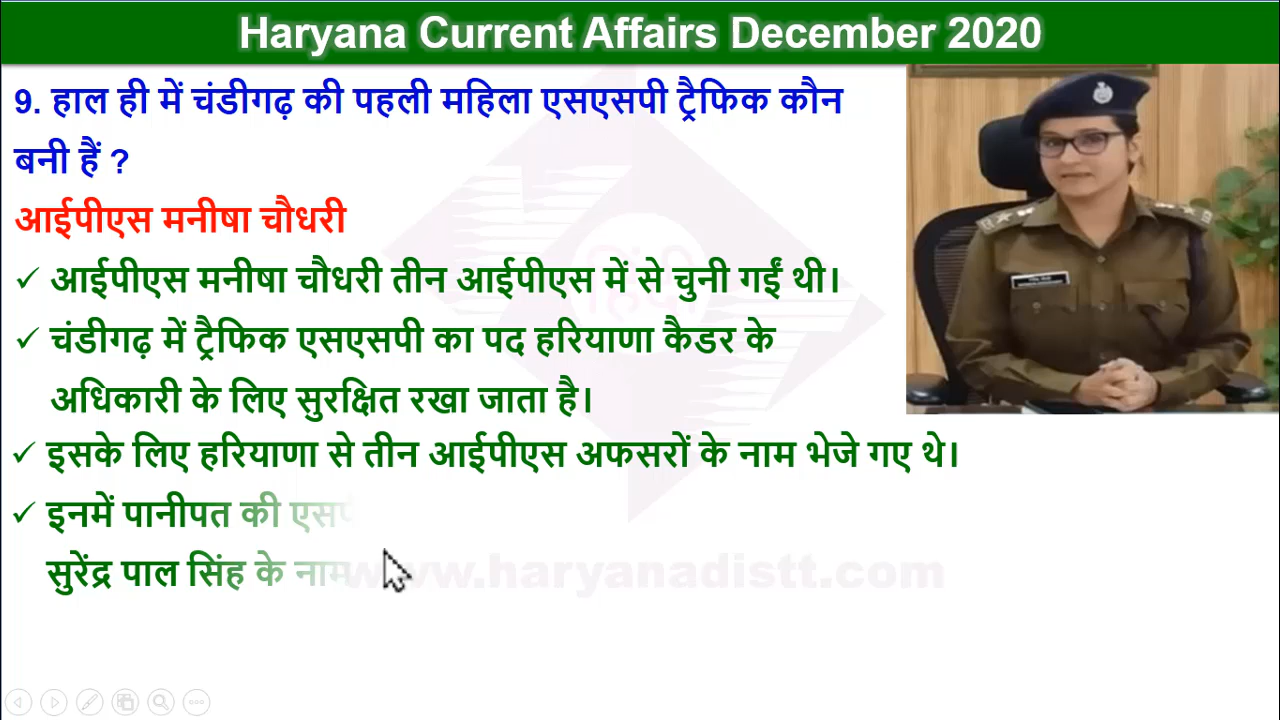 Haryana Current Affairs December 2020
9. हाल ही में चंडीगढ़ की पहली महिला एसएसपी ट्रैफिक कौन
बनी हैं ?
आईपीएस मनीषा चौधरी
✓ आईपीएस मनीषा चौधरी तीन आईपीएस में से चुनी गईं थी।
✓ चंडीगढ़ में ट्रैफिक एसएसपी का पद हरियाणा कैडर के
अधिकारी के लिए सुरक्षित रखा जाता है।
✓ इसके लिए हरियाणा से तीन आईपीएस अफसरों के नाम भेजे गए थे।
✓ इनमें पानीपत की
सुरेंद्र पाल सिंह के नाम
www.haryanadistt.com
हिंदी